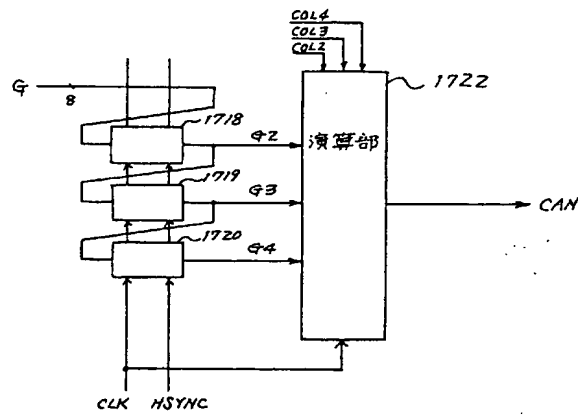 COL4
COL3
COL2
G
8
1722
1718
G2
演算部
1719
G3
CAN
1720
G4
CLK HSYNC